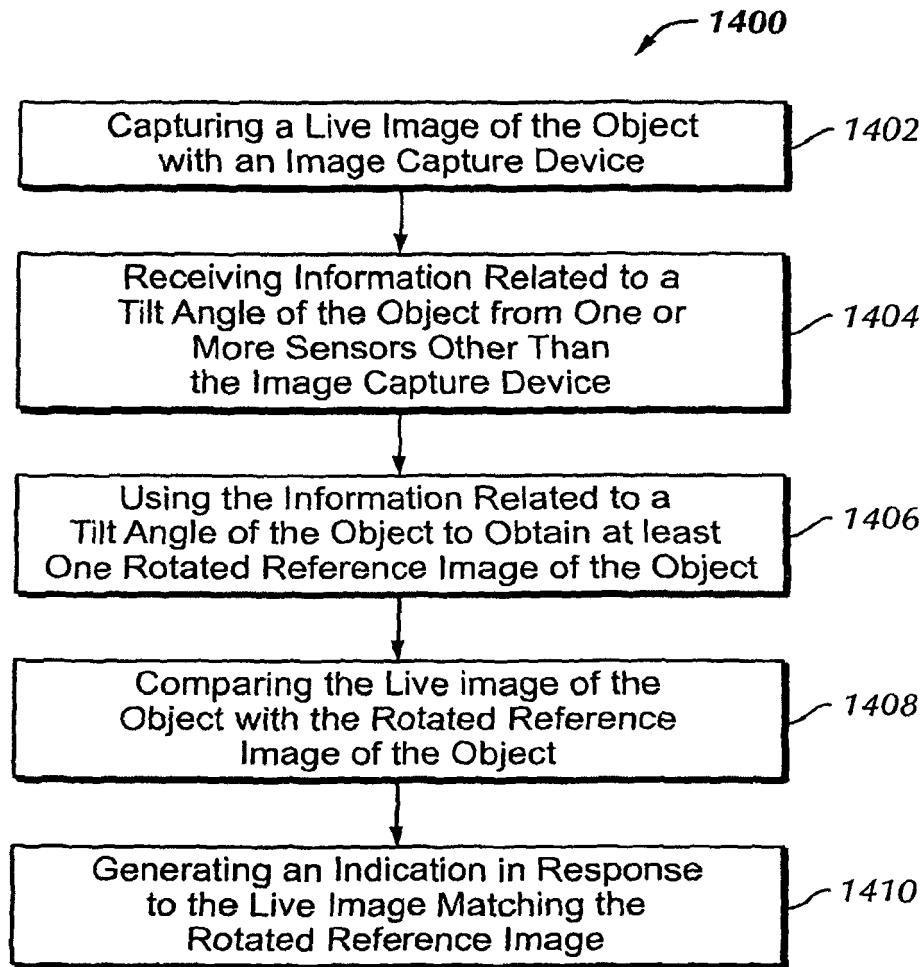 1400
Capturing a Live Image of the Object
with an Image Capture Device
1402
Receiving Information Related to a
Tilt Angle of the Object from One or
More Sensors Other Than
the Image Capture Device
1404
Using the Information Related to a
Tilt Angle of the Object to Obtain at least
One Rotated Reference Image of the Object
1406
Comparing the Live image of the
Object with the Rotated Reference
Image of the Object
1408
Generating an Indication in Response
to the Live Image Matching the
Rotated Reference Image
1410